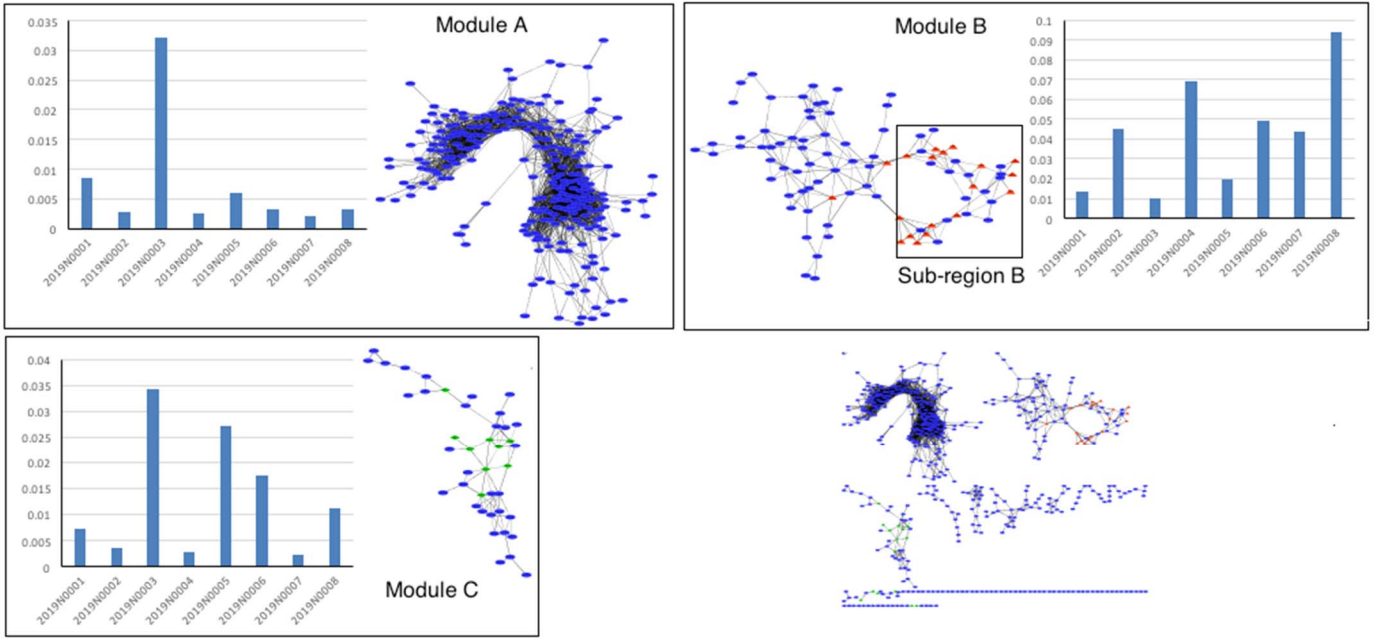 Module A
0.035
0.03
0.025
0.02
0.015
0.01
0.005
0
2019N0001
2019N0002
2019N0003
2019N0004
2019N0005
2019N0006
2019N0007
2019N0008
Module B
Sub-region B
0.1
0.09
0.08
0.07
0.06
0.05
0.04
0.03
0.02
0.01
0
2019N0001
2019N0002
2019N0003
2019N0004
2019N0005
2019N0006
2019N0007
2019N0008
0.04
0.035
0.03
0.025
0.02
0.015
0.01
0.005
0
2019N0001
2019N0002
2019N0003
2019N0004
2019N0005
2019N0006
2019N0007
2019N0008
Module C